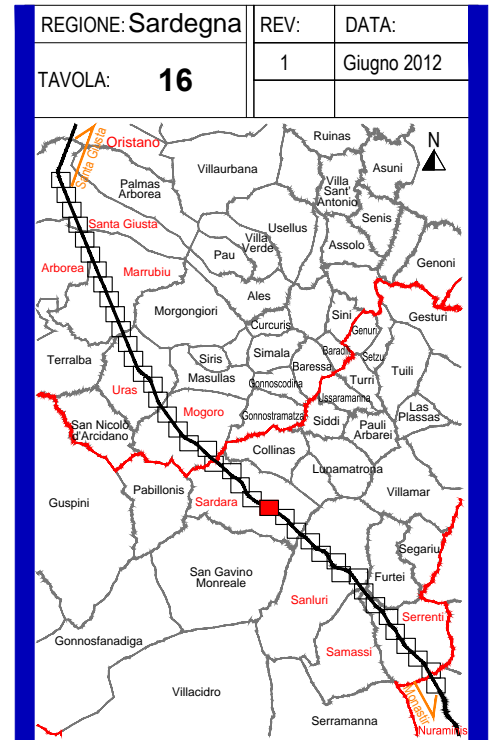 REGIONE: Sardegna
REV:
DATA:
TAVOLA: 16
1
Giugno 2012
N
Santa Giusta
Oristano
Ruinas
Villaurbana
Asuni
Palmas
Arborea
Villa
Sant'
Antonio
Senis
Santa Giusta
Usellus
Villa
Verde
Assolo
Pau
Genoni
Arborea
Marrubiu
Ales
Morgongiori
Sini
Gesturi
Curcuris
Genuri
Terralba
Siris
Simala
Baradili
Setzu
Masullas
Baressa
Tuili
Uras
Gonnoscodina
Turri
Ussaramanna
Mogoro
Gonnostramatza
Siddi
Las
Plassas
San Nicolò
d'Arcidano
Pauli
Arbarei
Collinas
Lunamatrona
Pabillonis
Villamar
Guspini
Sardara
Segariu
San Gavino
Monreale
Furtei
Sanluri
Serrenti
Gonnosfanadiga
Samassi
Villacidro
Monastir
Serramanna
Nuraminis